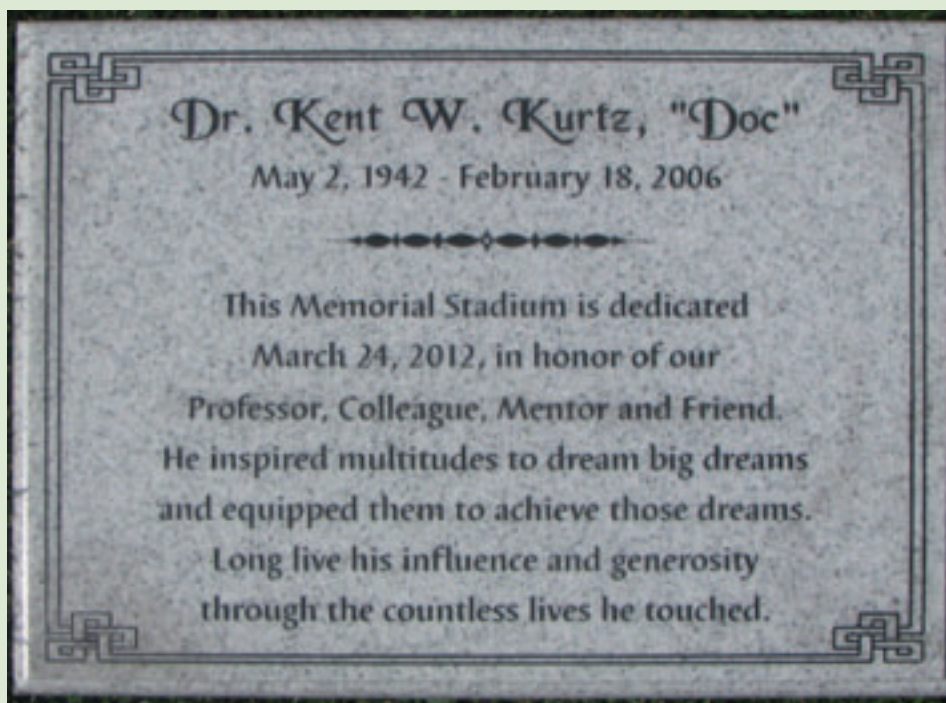 Dr. Kent W. Kurtz, "Doc"
May 2, 1942 - February 18, 2006
This Memorial Stadium is dedicated
March 24, 2012, in honor of our
Professor, Colleague, Mentor and Friend.
He inspired multitudes to dream big dreams
and equipped them to achieve those dreams.
Long live his influence and generosity
through the countless lives he touched.